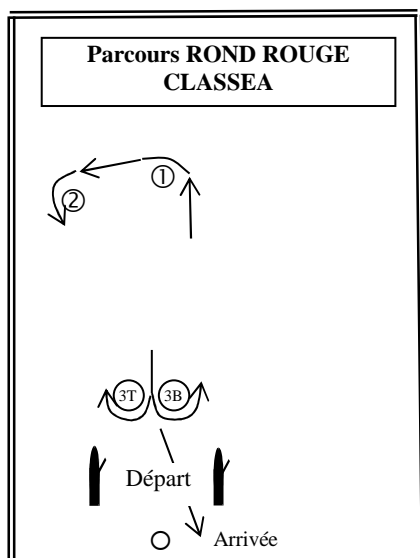 Parcours ROND ROUGE
CLASSEA
①
②
3T 3B
Départ
Arrivée